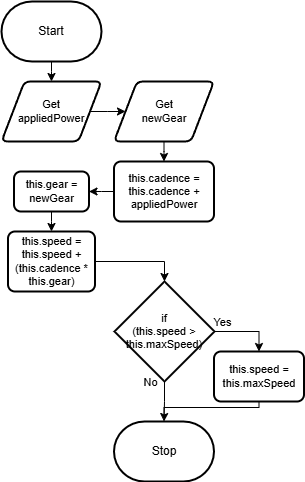 Start
Get
appliedPower
Get
newGear
this.cadence =
this.cadence +
appliedPower
this.gear =
newGear
this.speed =
this.speed +
(this.cadence *
this.gear)
if
(this.speed >
this.maxSpeed)
Yes
No
this.speed =
this.maxSpeed
Stop